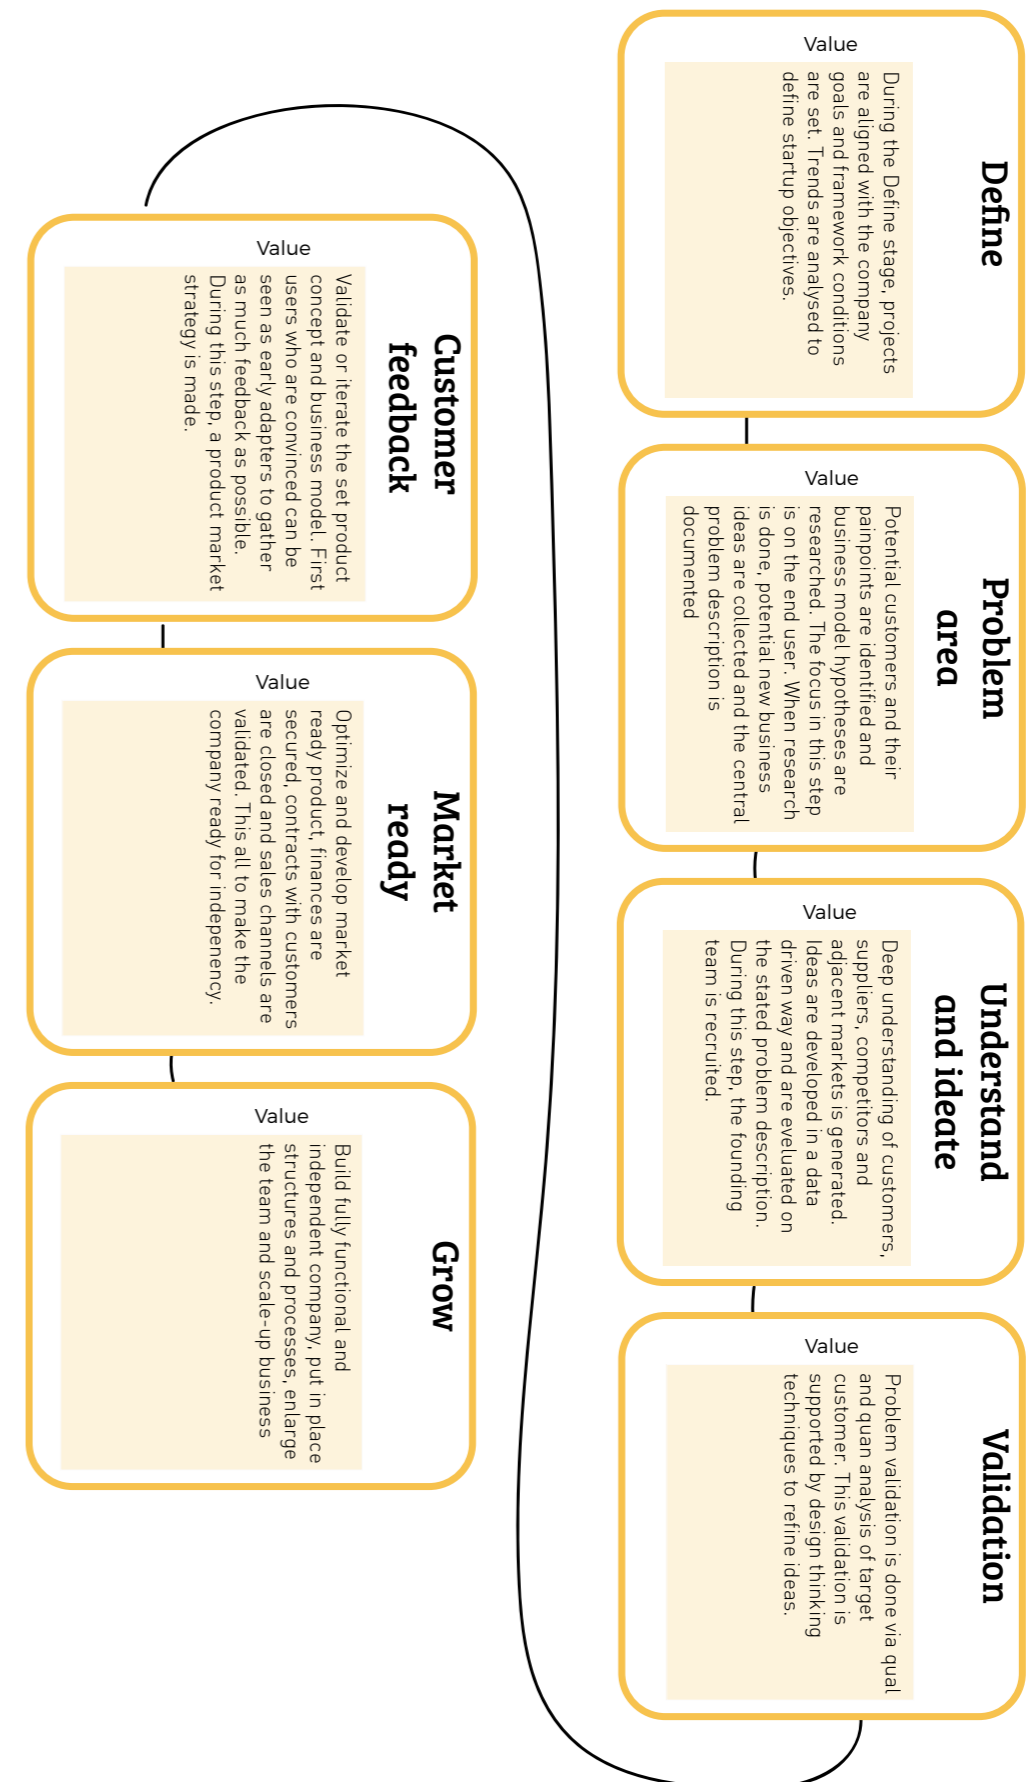 Define
Value
During the Define stage, projects
are aligned with the company
goals and framework conditions
are set. Trends are analysed to
define startup objectives.
Problem
area
Value
Potential customers and their
painpoints are identified and
business model hypotheses are
researched. The focus in this step
is on the end user. When research
is done, potential new business
ideas are collected and the central
problem description is
documented
Understand
and ideate
Value
Deep understanding of customers,
suppliers, competitors and
adjacent markets is generated.
Ideas are developed in a data
driven way and are eveluated on
the stated problem description.
During this step, the founding
team is recruited.
Validation
Value
Problem validation is done via qual
and quan analysis of target
customer. This validation is
supported by design thinking
techniques to refine ideas.
Customer
feedback
Value
Validate or iterate the set product
concept and business model. First
users who are convinced can be
seen as early adapters to gather
as much feedback as possible.
During this step, a product market
strategy is made.
Market
ready
Value
Optimize and develop market
ready product, finances are
secured, contracts with customers
are closed and sales channels are
validated. This all to make the
company ready for indepenency.
Grow
Value
Build fully functional and
independent company, put in place
structures and processes, enlarge
the team and scale-up business